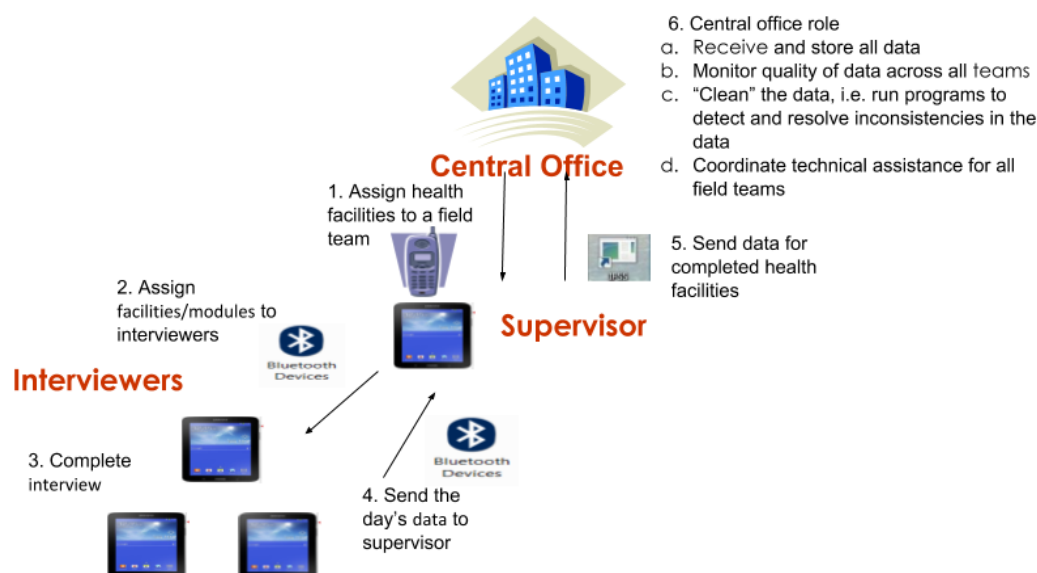 6. Central office role
a. Receive and store all data
b. Monitor quality of data across all teams
c. “Clean” the data, i.e. run programs to
detect and resolve inconsistencies in the
data
d. Coordinate technical assistance for all
field teams
Central Office
1. Assign health
facilities to a field
team
5. Send data for
completed health
facilities
2. Assign
facilities/modules to
interviewers
Supervisor
Bluetooth
Devices
Interviewers
3. Complete
interview
Bluetooth
Devices
4. Send the
day’s data to
supervisor